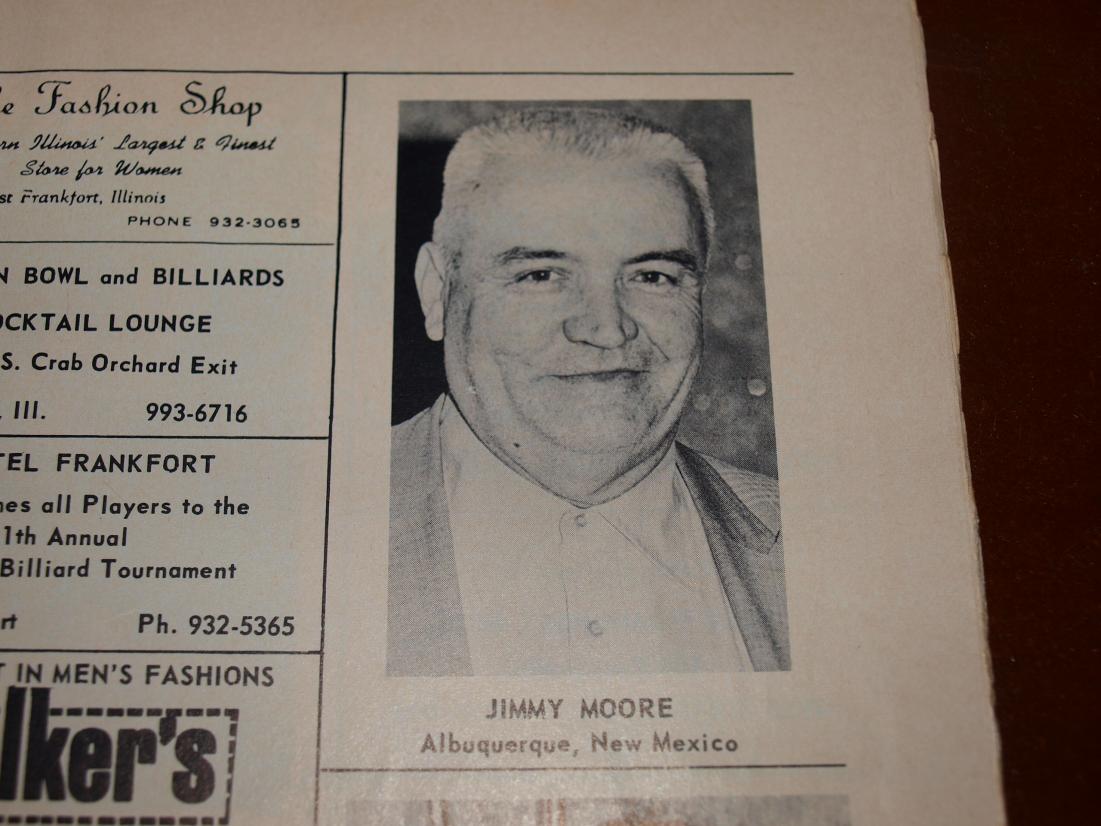 Fashion Shop
Illinois' Largest & Finest
Store for Women
Frankfort, Illinois
PHONE 932-3065
BOWL and BILLIARDS
COCKTAIL LOUNGE
S. Crab Orchard Exit
Ill. 993-6716
FRANKFORT
all Players to the
Annual
Billiard Tournament
Ph. 932-5365
IN MEN'S FASHIONS
lker's
JIMMY MOORE
Albuquerque, New Mexico